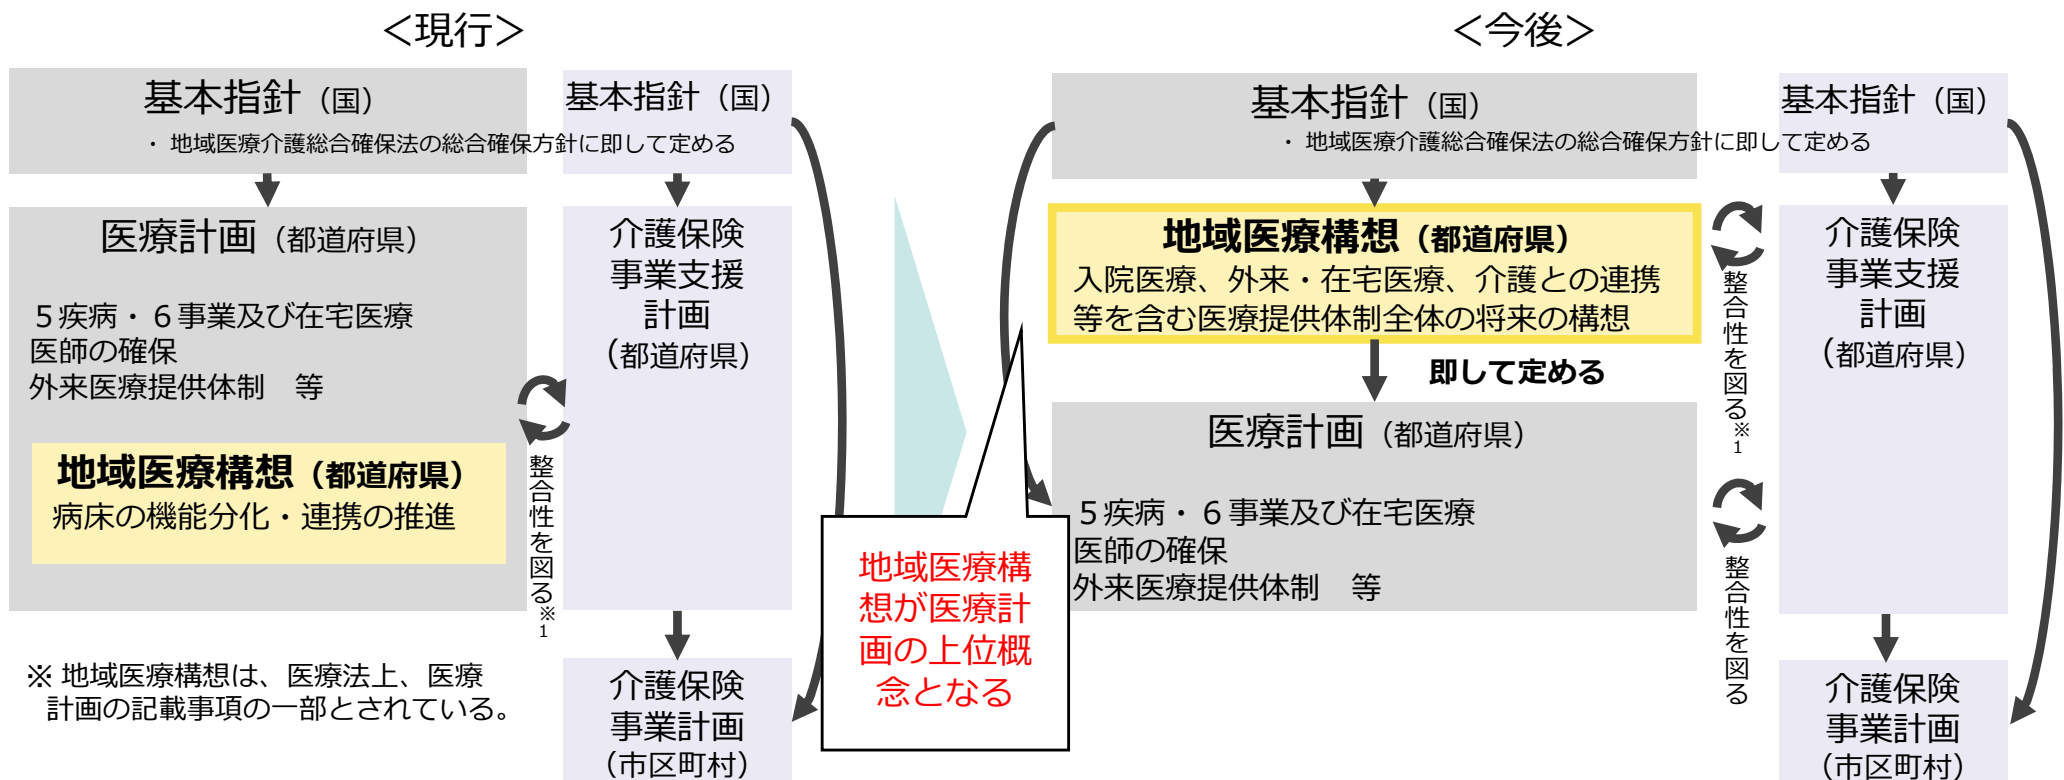 ＜現行＞
基本指針（国）
・ 地域医療介護総合確保法の総合確保方針に即して定める
基本指針（国）
医療計画（都道府県）
５疾病・６事業及び在宅医療
医師の確保
外来医療提供体制　等
地域医療構想（都道府県）
病床の機能分化・連携の推進
整合性を図る※1
介護保険
事業支援
計画
（都道府県）
介護保険
事業計画
（市区町村）
※ 地域医療構想は、医療法上、医療
計画の記載事項の一部とされている。
地域医療構
想が医療計
画の上位概
念となる
＜今後＞
基本指針（国）
・ 地域医療介護総合確保法の総合確保方針に即して定める
基本指針（国）
地域医療構想（都道府県）
入院医療、外来・在宅医療、介護との連携
等を含む医療提供体制全体の将来の構想
即して定める
医療計画（都道府県）
５疾病・６事業及び在宅医療
医師の確保
外来医療提供体制　等
整合性を図る※1
整合性を図る
介護保険
事業支援
計画
（都道府県）
介護保険
事業計画
（市区町村）